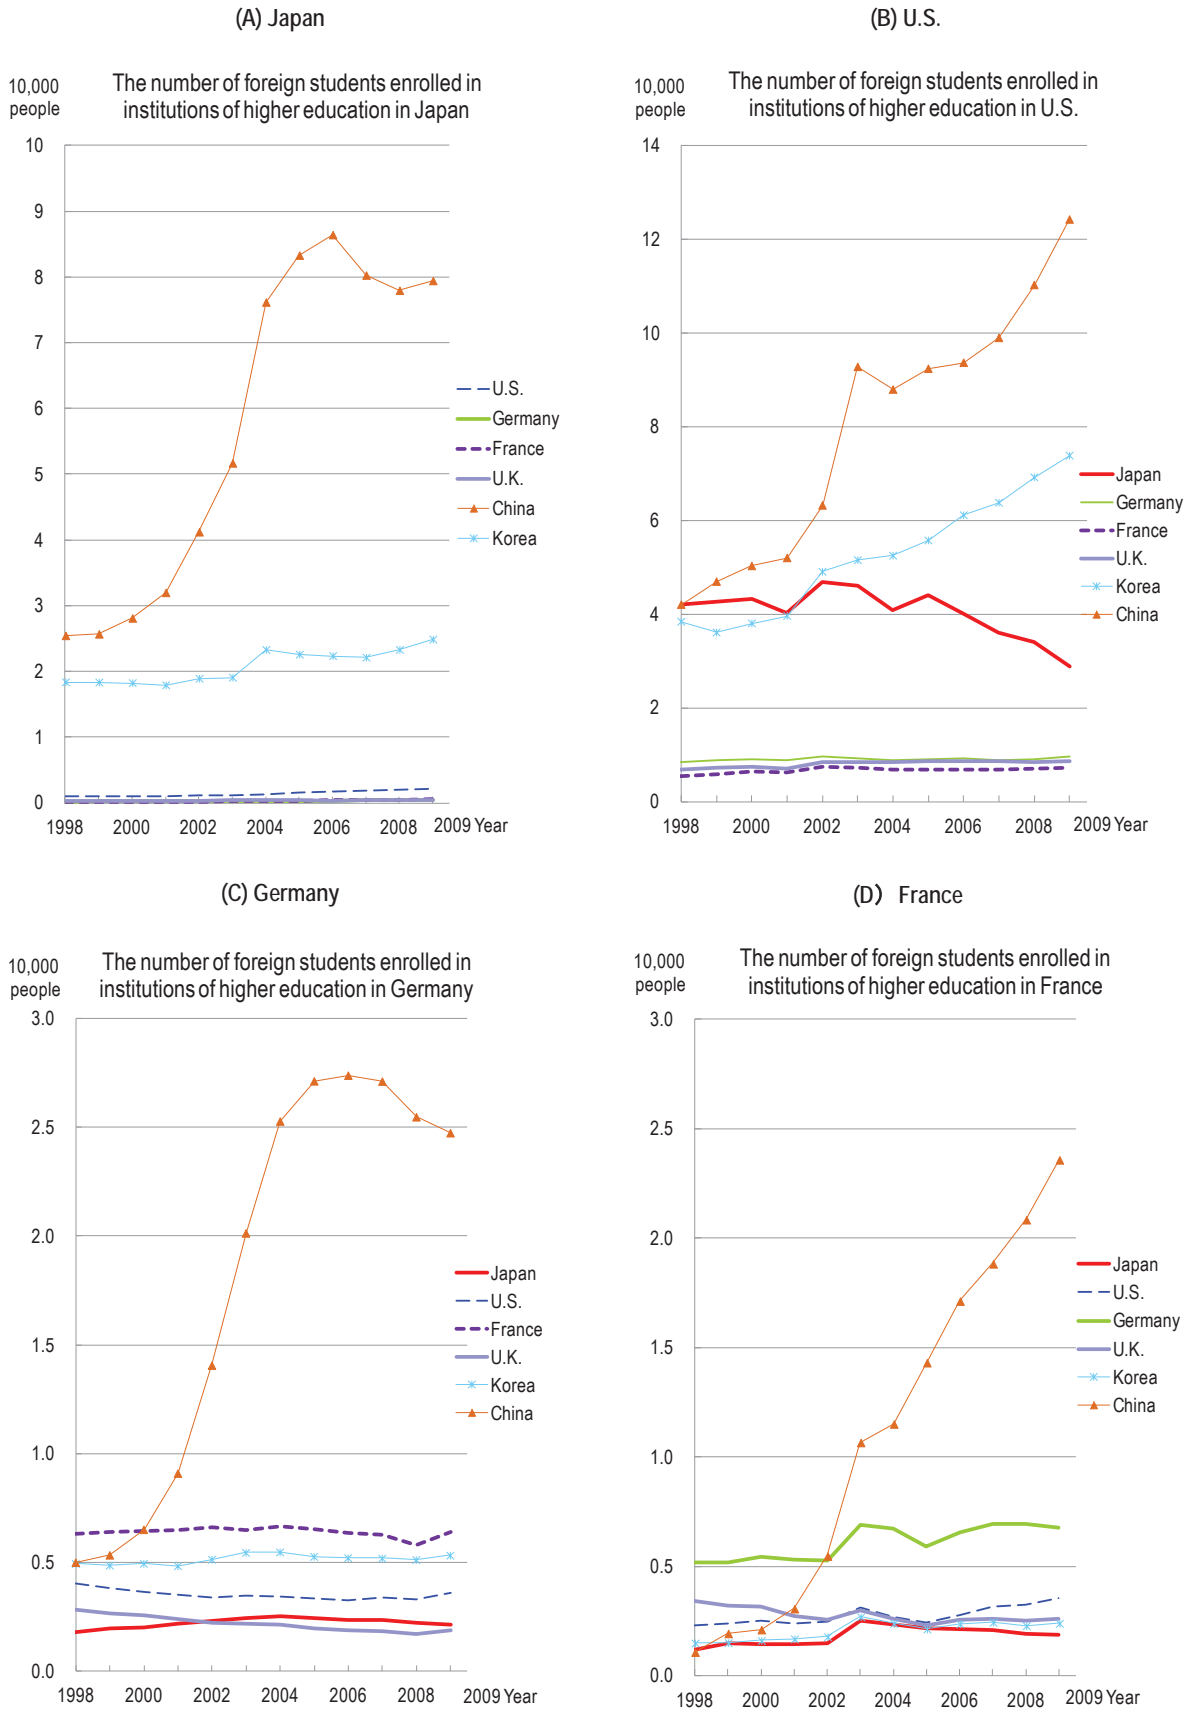 (A) Japan
10,000
people
The number of foreign students enrolled in
institutions of higher education in Japan
10
9
8
7
6
5
4
3
2
1
0
1998
2000
2002
2004
2006
2008
2009 Year
U.S.
Germany
France
U.K.
China
Korea
(B) U.S.
10,000
people
The number of foreign students enrolled in
institutions of higher education in U.S.
14
12
10
8
6
4
2
0
1998
2000
2002
2004
2006
2008
2009 Year
Japan
Germany
France
U.K.
Korea
China
(C) Germany
10,000
people
The number of foreign students enrolled in
institutions of higher education in Germany
3.0
2.5
2.0
1.5
1.0
0.5
0.0
1998
2000
2002
2004
2006
2008
2009 Year
Japan
U.S.
France
U.K.
Korea
China
(D) France
10,000
people
The number of foreign students enrolled in
institutions of higher education in France
3.0
2.5
2.0
1.5
1.0
0.5
0.0
1998
2000
2002
2004
2006
2008
2009 Year
Japan
U.S.
Germany
U.K.
Korea
China